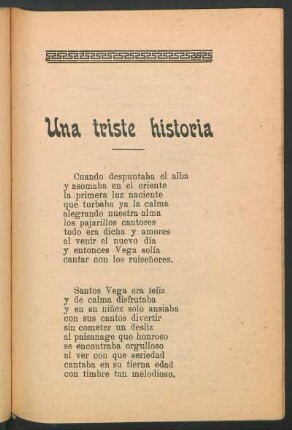 Una triste historia
Cuando despuntaba el alba
y asomaba en el oriente
la primera luz naciente
que turbaba ya la calma
alegrando nuestra alma
los pajarillos cantores
todo era dicha y amores
al venir el nuevo día
y entonces Vega solía
cantar con los ruiseñores.
Santos Vega era feliz
y de calma disfrutaba
y en su niñez solo ansiaba
con sus cantos divertir
sin cometer un desliz
al paisanage que honroso
se encontraba orgulloso
al ver con que seriedad
cantaba en su tierna edad
con timbre tan melodioso.